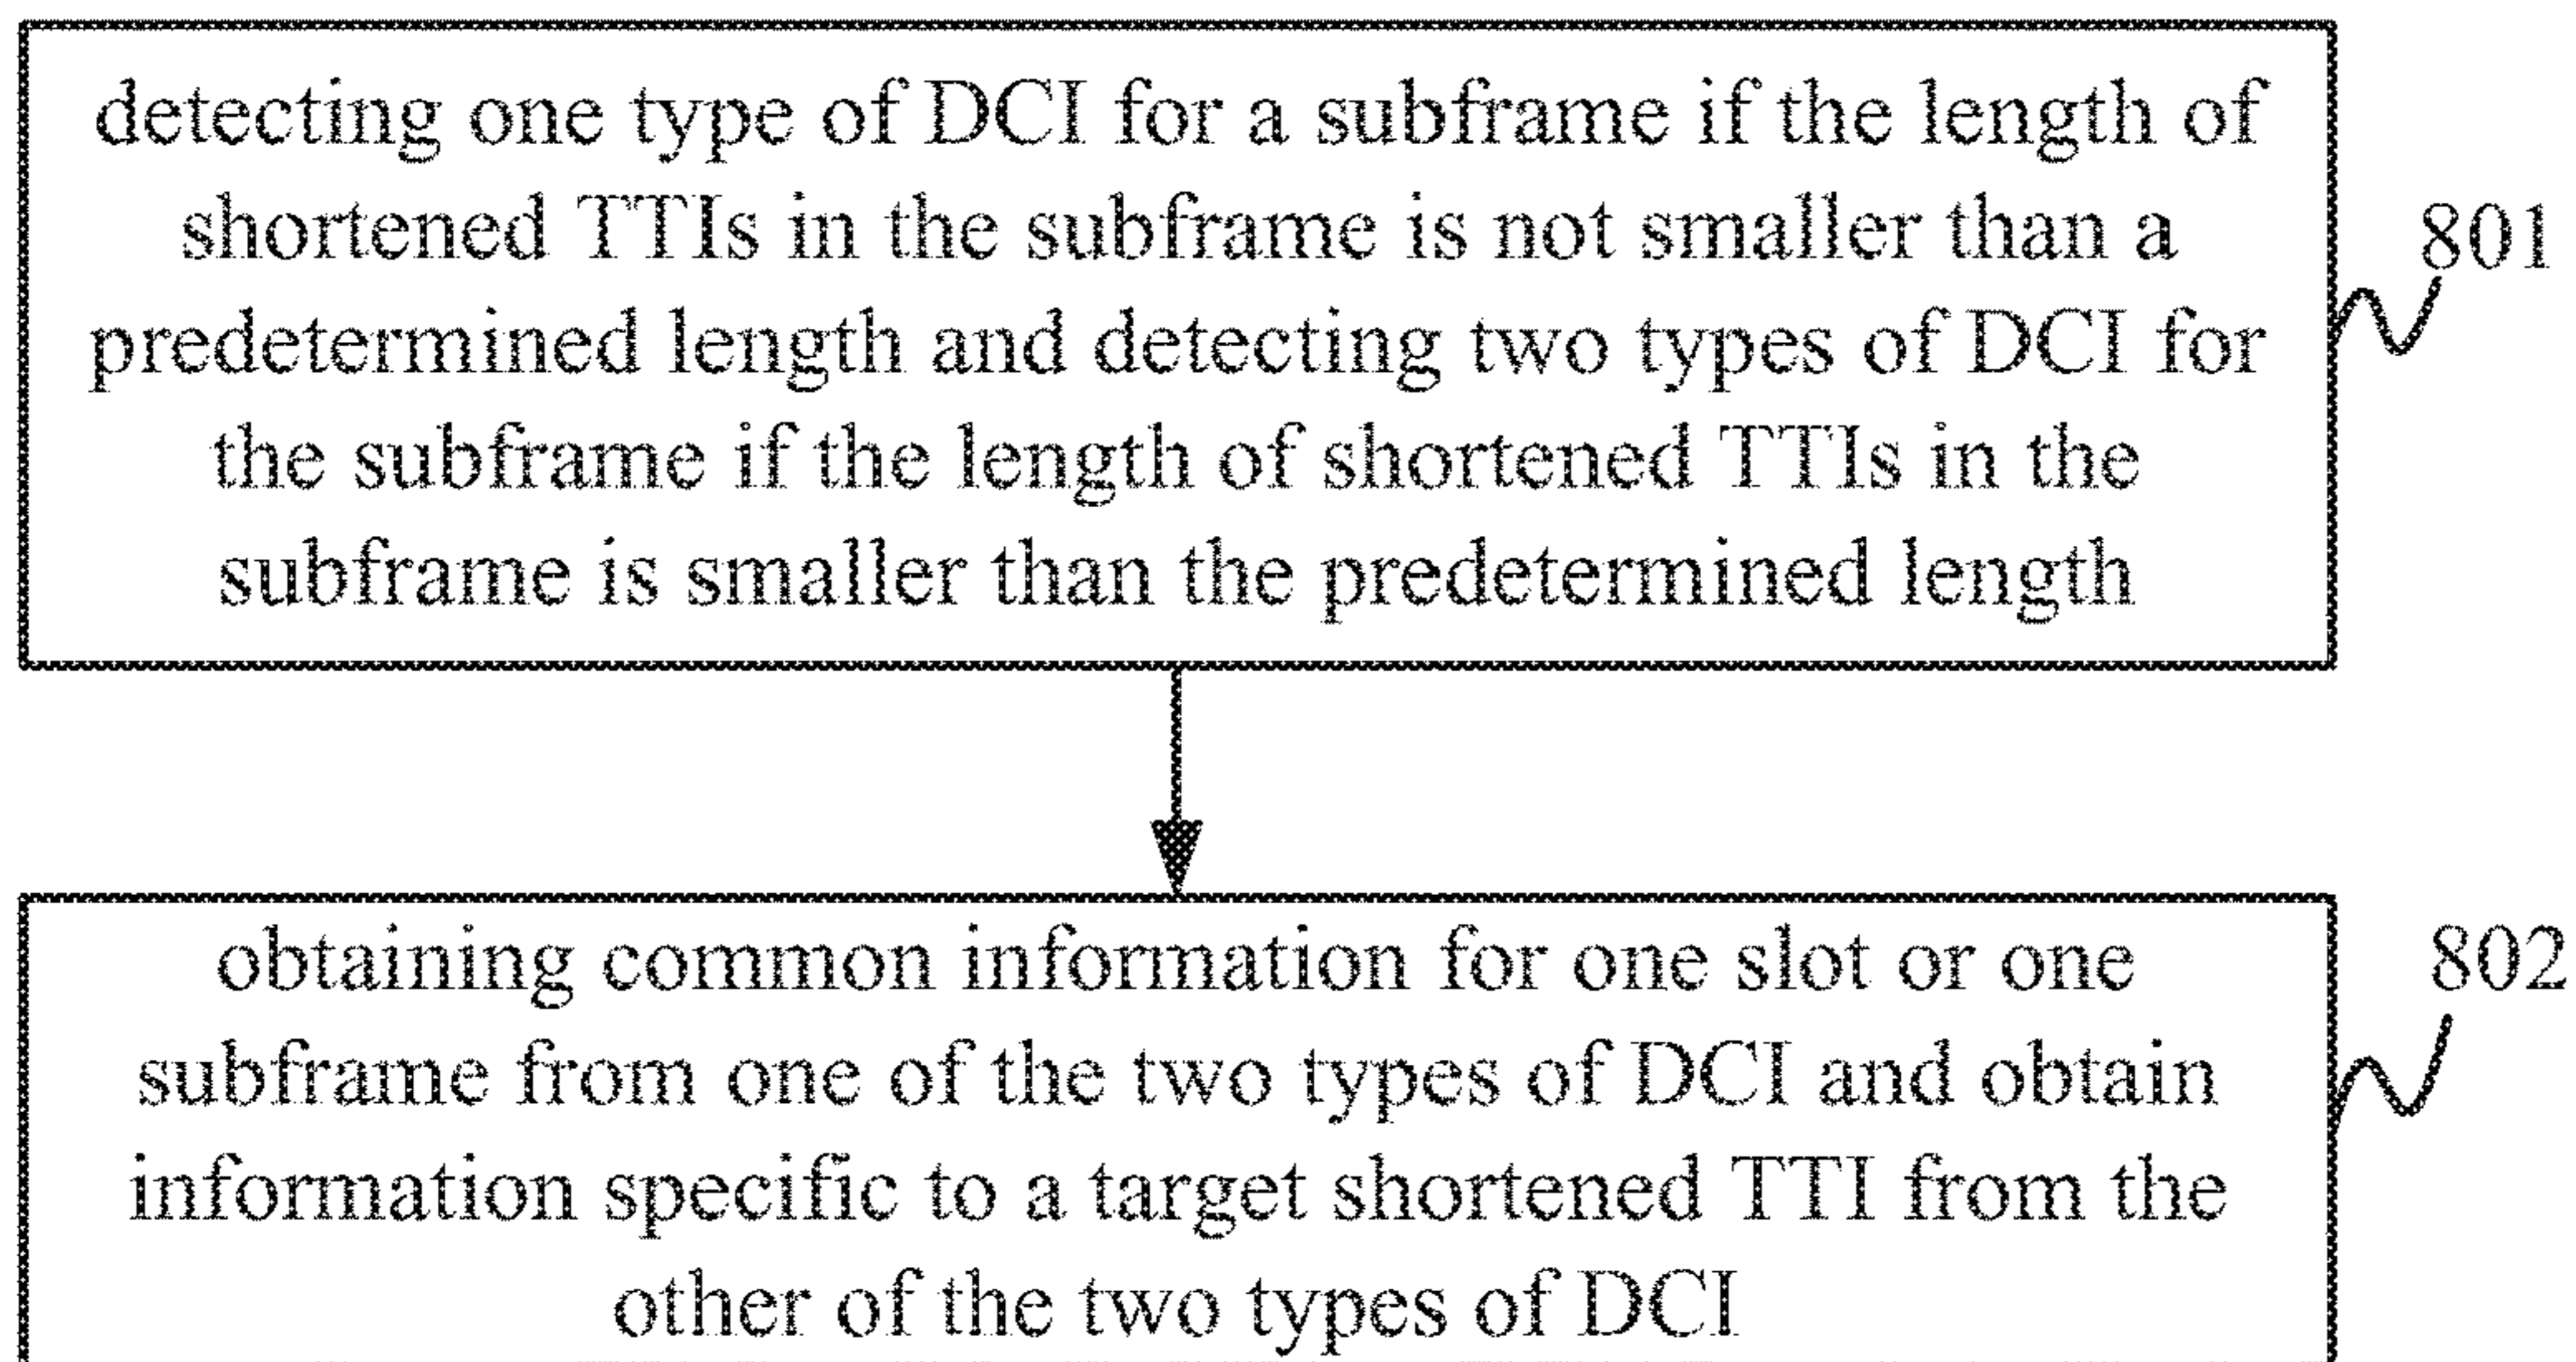 detecting one type of DCI for a subframe if the length of
shortened TTIs in the subframe is not smaller than a
predetermined length and detecting two types of DCI for
the subframe if the length of shortened TTIs in the
subframe is smaller than the predetermined length
801
obtaining common information for one slot or one
subframe from one of the two types of DCI and obtain
information specific to a target shortened TTI from the
other of the two types of DCI
802